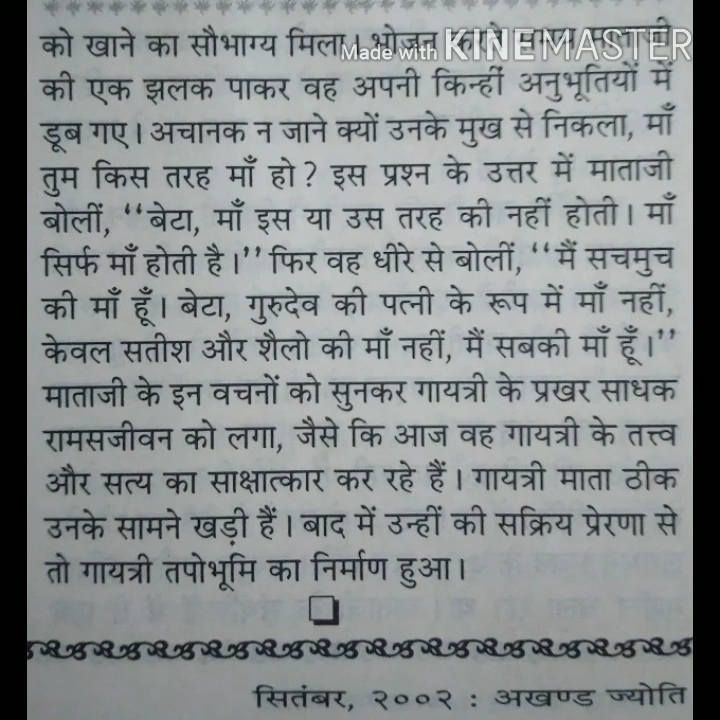 को खाने का सौभाग्य मिला। भोजन Made with KINEMASTER
की एक झलक पाकर वह अपनी किन्हीं अनुभूतियों में
डूब गए। अचानक न जाने क्यों उनके मुख से निकला, माँ
तुम किस तरह माँ हो? इस प्रश्न के उत्तर में माताजी
बोलीं, ‘‘बेटा, माँ इस या उस तरह की नहीं होती। माँ
सिर्फ माँ होती है।’’ फिर वह धीरे से बोलीं, ‘‘मैं सचमुच
की माँ हूँ। बेटा, गुरुदेव की पत्नी के रूप में माँ नहीं,
केवल सतीश और शैलो की माँ नहीं, मैं सबकी माँ हूँ।’’
माताजी के इन वचनों को सुनकर गायत्री के प्रखर साधक
रामसजीवन को लगा, जैसे कि आज वह गायत्री के तत्त्व
और सत्य का साक्षात्कार कर रहे हैं। गायत्री माता ठीक
उनके सामने खड़ी हैं। बाद में उन्हीं की सक्रिय प्रेरणा से
तो गायत्री तपोभूमि का निर्माण हुआ।
सितंबर, २००२ : अखण्ड ज्योति